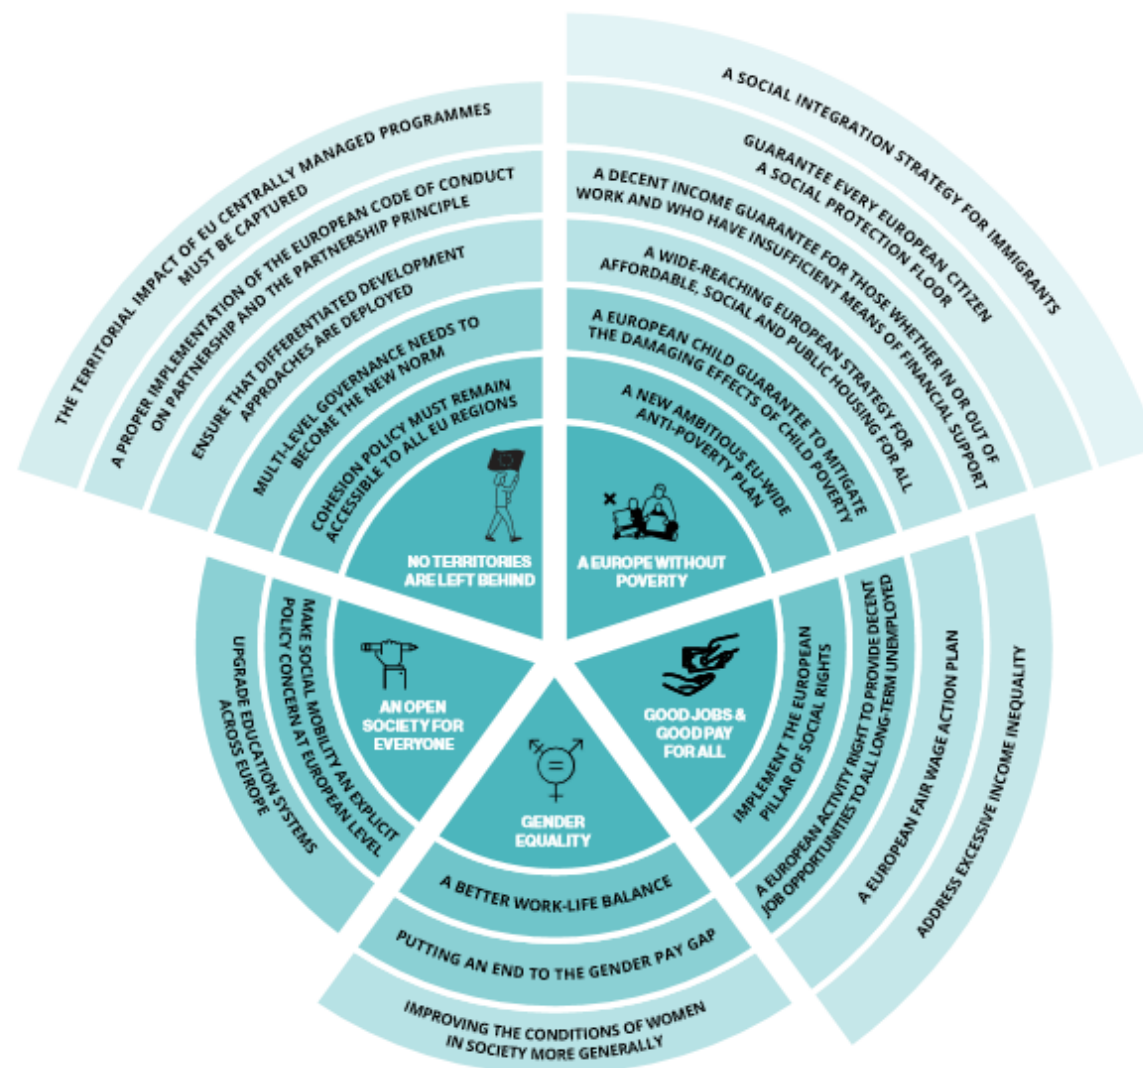 A SOCIAL INTEGRATION STRATEGY FOR IMMIGRANTS
GUARANTEE EVERY EUROPEAN CITIZEN
A SOCIAL PROTECTION FLOOR
A DECENT INCOME GUARANTEE FOR THOSE WHETHER IN OR OUT OF
WORK AND WHO HAVE INSUFFICIENT MEANS OF FINANCIAL SUPPORT
A WIDE-REACHING EUROPEAN STRATEGY FOR
AFFORDABLE, SOCIAL AND PUBLIC HOUSING FOR ALL
A EUROPEAN CHILD GUARANTEE TO MITIGATE
THE DAMAGING EFFECTS OF CHILD POVERTY
A NEW AMBITIOUS EU-WIDE
ANTI-POVERTY PLAN
A EUROPE WITHOUT
POVERTY
THE TERRITORIAL IMPACT OF EU CENTRALLY MANAGED PROGRAMMES
MUST BE CAPTURED
A PROPER IMPLEMENTATION OF THE EUROPEAN CODE OF CONDUCT
ON PARTNERSHIP AND THE PARTNERSHIP PRINCIPLE
ENSURE THAT DIFFERENTIATED DEVELOPMENT
APPROACHES ARE DEPLOYED
MULTI-LEVEL GOVERNANCE NEEDS TO
BECOME THE NEW NORM
COHESION POLICY MUST REMAIN
ACCESSIBLE TO ALL EU REGIONS
NO TERRITORIES
ARE LEFT BEHIND
AN OPEN
SOCIETY FOR
EVERYONE
MAKE SOCIAL MOBILITY AN EXPLICIT
POLICY CONCERN AT EUROPEAN LEVEL
UPGRADE EDUCATION SYSTEMS
ACROSS EUROPE
GENDER
EQUALITY
A BETTER WORK-LIFE BALANCE
PUTTING AN END TO THE GENDER PAY GAP
IMPROVING THE CONDITIONS OF WOMEN
IN SOCIETY MORE GENERALLY
GOOD JOBS &
GOOD PAY
FOR ALL
IMPLEMENT THE EUROPEAN
PILLAR OF SOCIAL RIGHTS
A EUROPEAN ACTIVITY RIGHT TO PROVIDE DECENT
JOB OPPORTUNITIES TO ALL LONG-TERM UNEMPLOYED
A EUROPEAN FAIR WAGE ACTION PLAN
ADDRESS EXCESSIVE INCOME INEQUALITY